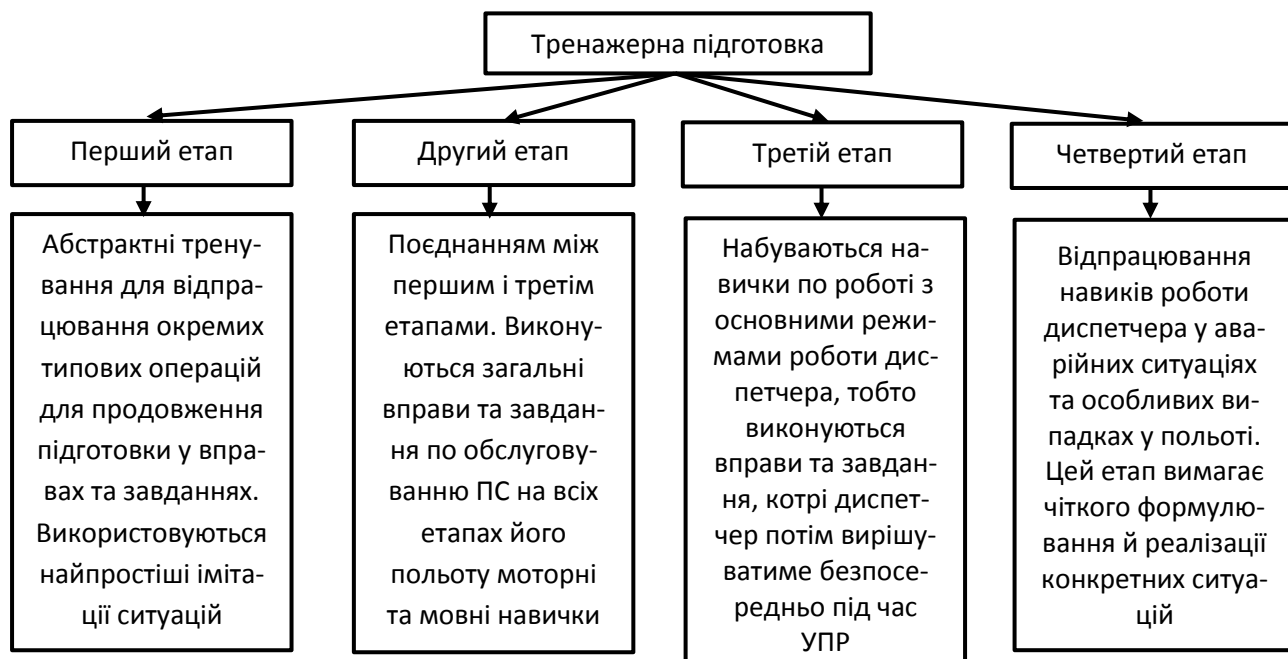 Тренажерна підготовка
Перший етап
Другий етап
Третій етап
Четвертий етап
Абстрактні трену-
вання для відпра-
цювання окремих
типових операцій
для продовження
підготовки у впра-
вах та завданнях.
Використовуються
найпростіші іміта-
ції ситуацій
Поєднанням між
першим і третім
етапами. Викону-
ються загальні
вправи та завдан-
ня по обслугову-
ванню ПС на всіх
етапах його
польоту моторні
та мовні навички
Набуваються на-
вички по роботі з
основними режи-
мами роботи дис-
петчера, тобто
виконуються
вправи та завдан-
ня, котрі диспет-
чер потім вирішу-
ватиме безпосе-
редньо під час
УПР
Відпрацювання
навиків роботи
диспетчера у ава-
рійних ситуаціях
та особливих ви-
падках у польоті.
Цей етап вимагає
чіткого формулю-
вання й реалізації
конкретних ситуа-
цій